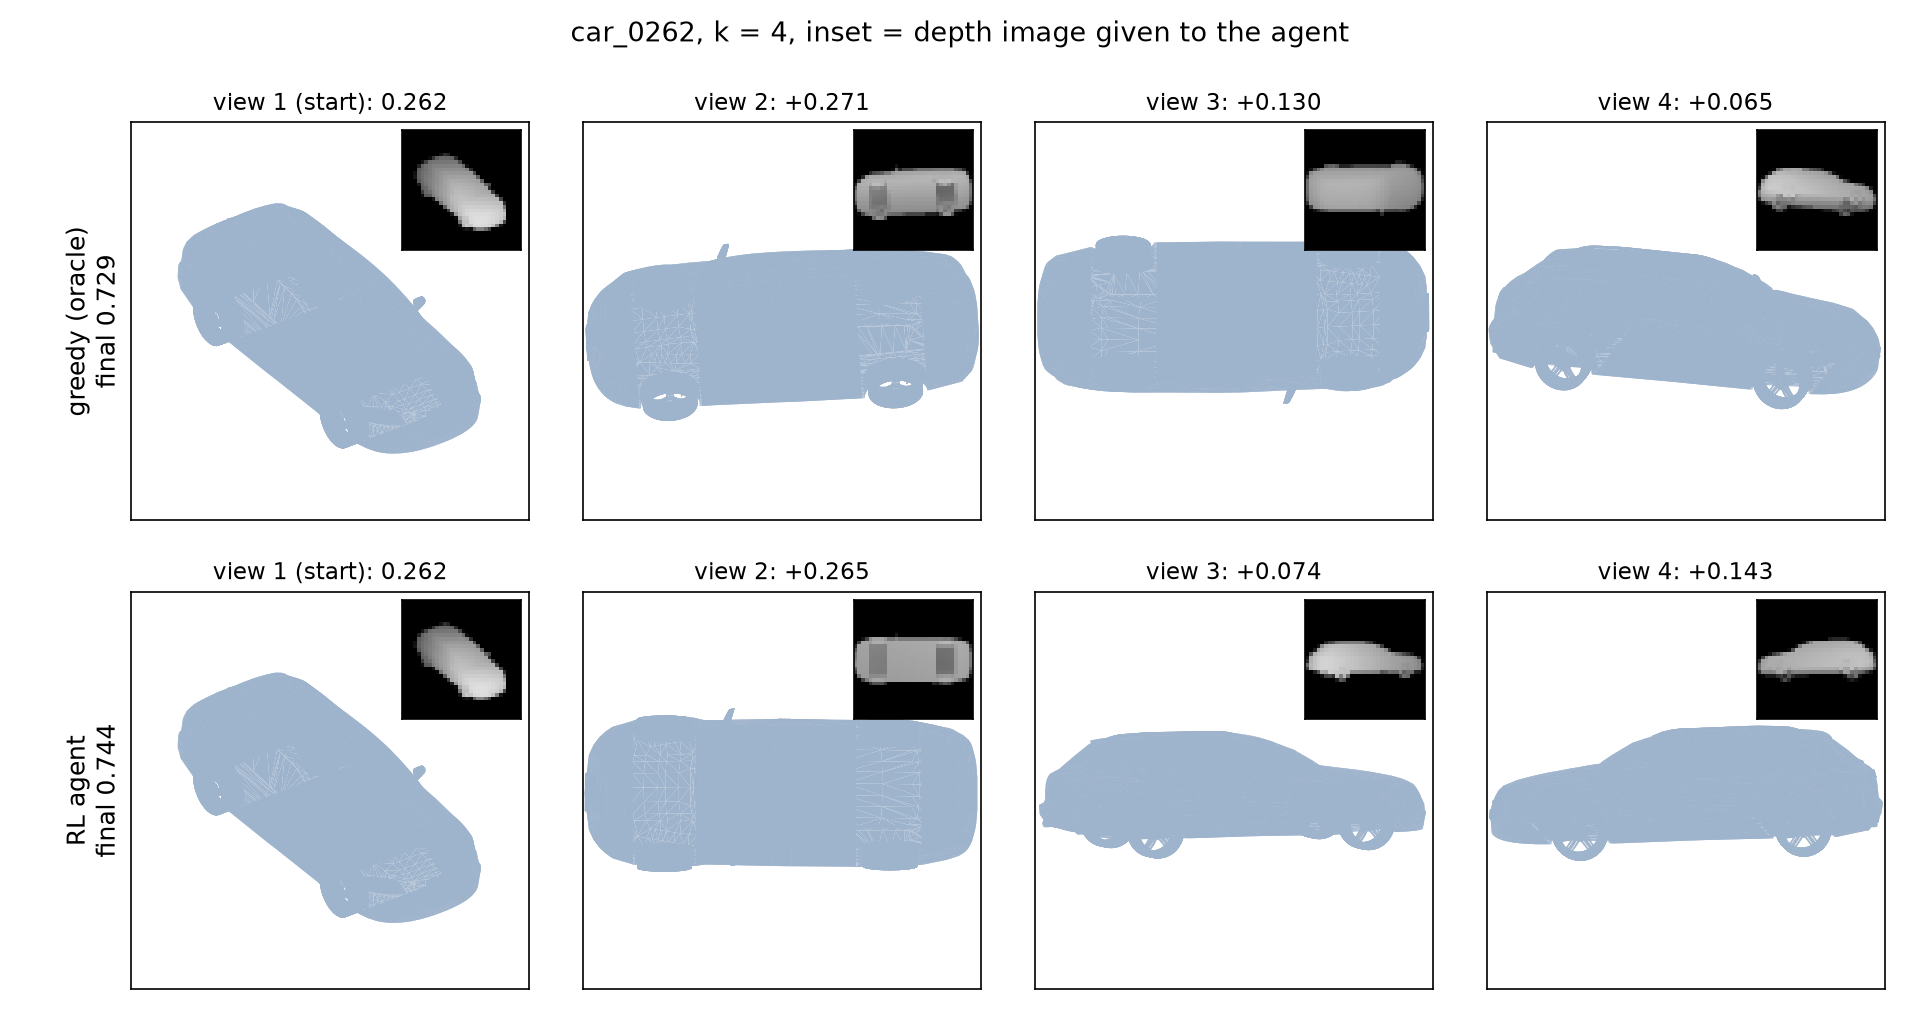 car_0262, k = 4, inset = depth image given to the agent
view 1 (start): 0.262
view 2: +0.271
view 3: +0.130
view 4: +0.065
greedy (oracle)
final 0.729
view 1 (start): 0.262
view 2: +0.265
view 3: +0.074
view 4: +0.143
RL agent
final 0.744